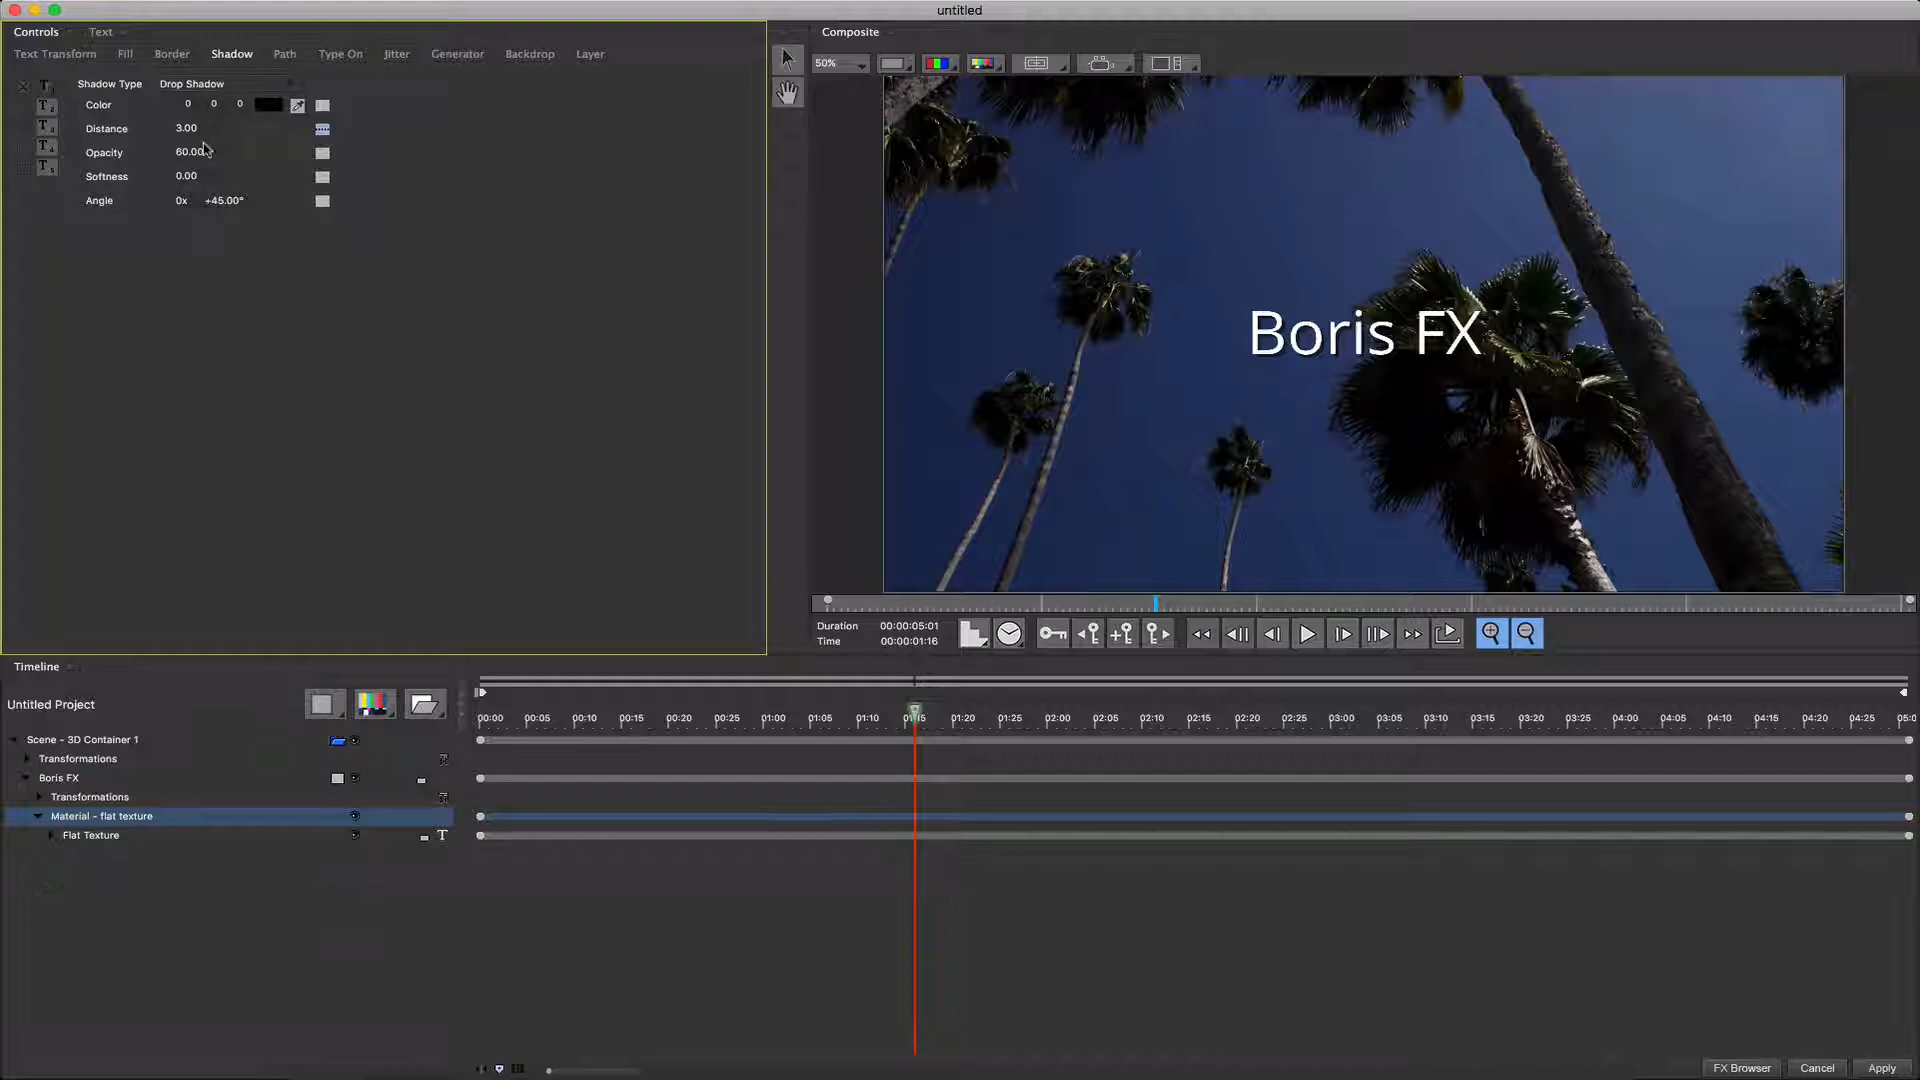 untitled
Controls Text
Text Transform Fill Border Shadow Path Type On Jitter Generator Backdrop Layer
Shadow Type Drop Shadow
Color 0 0 0
Distance 3.00
Opacity 60.00
Softness 0.00
Angle 0x +45.00°
Composite
50%
Boris FX
Duration 00:00:05:01
Time 00:00:01:16
Timeline
Untitled Project
00:00 00:05 00:10 00:15 00:20 00:25 01:00 01:05 01:10 01:15 01:20 01:25 02:00 02:05 02:10 02:15 02:20 02:25 03:00 03:05 03:10 03:15 03:20 03:25 04:00 04:05 04:10 04:15 04:20 04:25 05:0
Scene - 3D Container 1
Transformations
Boris FX
Transformations
Material - flat texture
Flat Texture T
FX Browser Cancel Apply